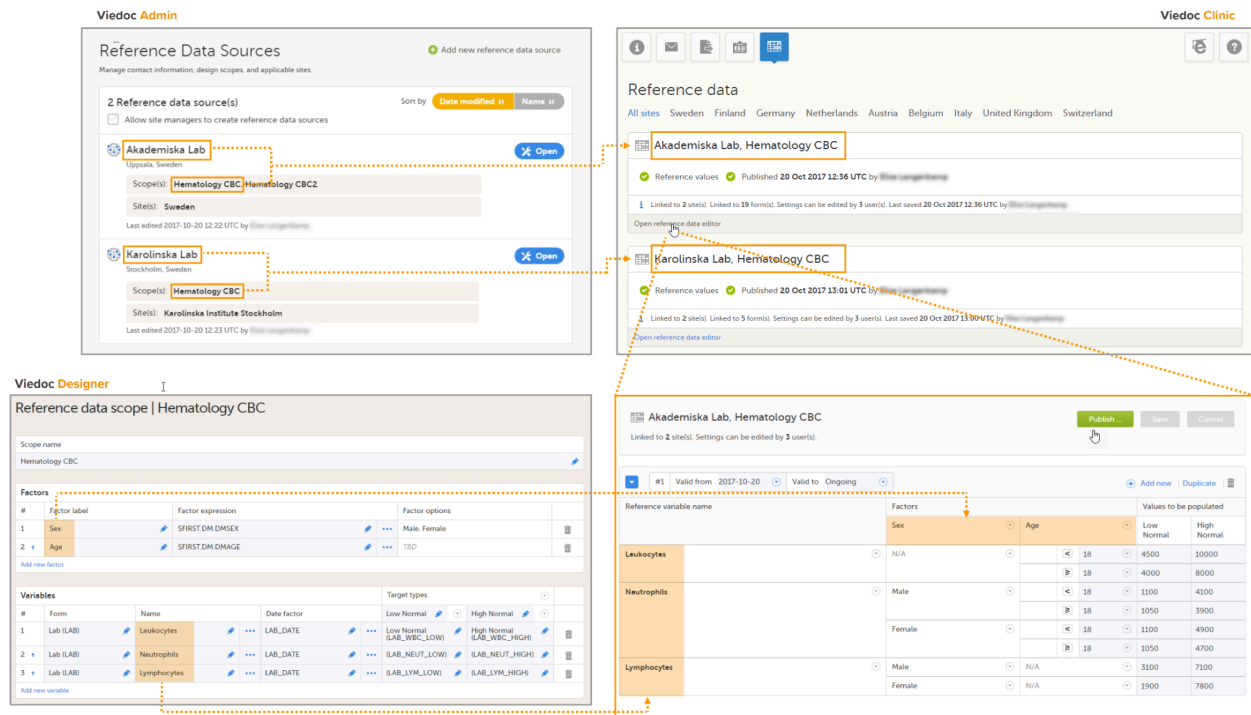 Viedoc Admin
Reference Data Sources
Add new reference data source
Manage contact information, design scopes, and applicable sites.
2 Reference data source(s)
Sort by Date modified Name
Allow site managers to create reference data sources
Akademiska Lab
Open
Uppsala, Sweden
Scope(s): Hematology CBC, Hematology CBC2
Site(s): Sweden
Last edited 2017-10-20 12:22 UTC by
Karolinska Lab
Open
Stockholm, Sweden
Scope(s): Hematology CBC
Site(s): Karolinska Institute Stockholm
Last edited 2017-10-20 12:23 UTC by
Viedoc Clinic
Reference data
All sites Sweden Finland Germany Netherlands Austria Belgium Italy United Kingdom Switzerland
Akademiska Lab, Hematology CBC
Reference values Published 20 Oct 2017 12:36 UTC by
Linked to 2 site(s). Linked to 19 form(s). Settings can be edited by 3 user(s). Last saved 20 Oct 2017 12:36 UTC by
Open reference data editor
Karolinska Lab, Hematology CBC
Reference values Published 20 Oct 2017 13:01 UTC by
Linked to 2 site(s). Linked to 5 form(s). Settings can be edited by 3 user(s). Last saved 20 Oct 2017 13:00 UTC by
Open reference data editor
Viedoc Designer
Reference data scope | Hematology CBC
Scope name
Hematology CBC
Factors
# Factor label Factor expression Factor options
1 Sex $FIRST.DM.DMSEX Male, Female
2 Age $FIRST.DM.DMAGE TBD
Add new factor
Variables Target types
# Form Name Date factor Low Normal High Normal
1 Lab (LAB) Leukocytes LAB_DATE Low Normal (LAB_WBC_LOW) High Normal (LAB_WBC_HIGH)
2 Lab (LAB) Neutrophils LAB_DATE (LAB_NEUT_LOW) (LAB_NEUT_HIGH)
3 Lab (LAB) Lymphocytes LAB_DATE (LAB_LYM_LOW) (LAB_LYM_HIGH)
Add new variable
Akademiska Lab, Hematology CBC
Publish ... Save Cancel
Linked to 2 site(s). Settings can be edited by 3 user(s).
#1 Valid from 2017-10-20 Valid to Ongoing
Add new | Duplicate |
Reference variable name Factors Values to be populated
Sex Age Low Normal High Normal
Leukocytes N/A < 18 4500 10000
≥ 18 4000 8000
Neutrophils Male < 18 1100 4100
≥ 18 1050 3900
Female < 18 1100 4900
≥ 18 1050 4700
Lymphocytes Male N/A 3100 7100
Female N/A 1900 7800